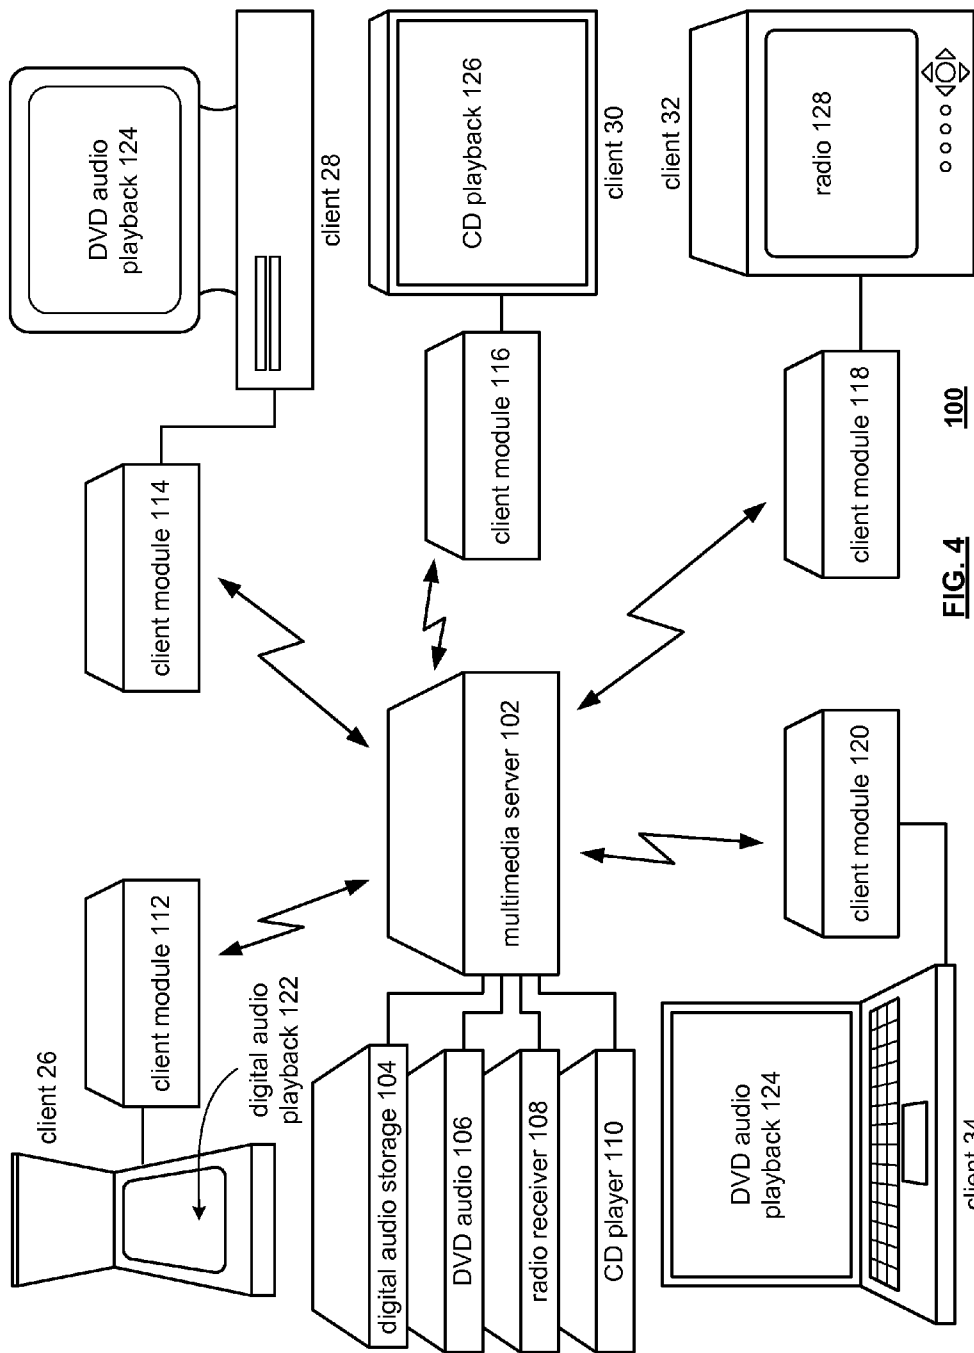 client 26
client module 112
digital audio
playback 122
client module 114
DVD audio
playback 124
client 28
digital audio storage 104
DVD audio 106
radio receiver 108
CD player 110
multimedia server 102
client module 116
CD playback 126
client 30
DVD audio
playback 124
client 34
client module 120
client module 118
client 32
radio 128
FIG. 4
100